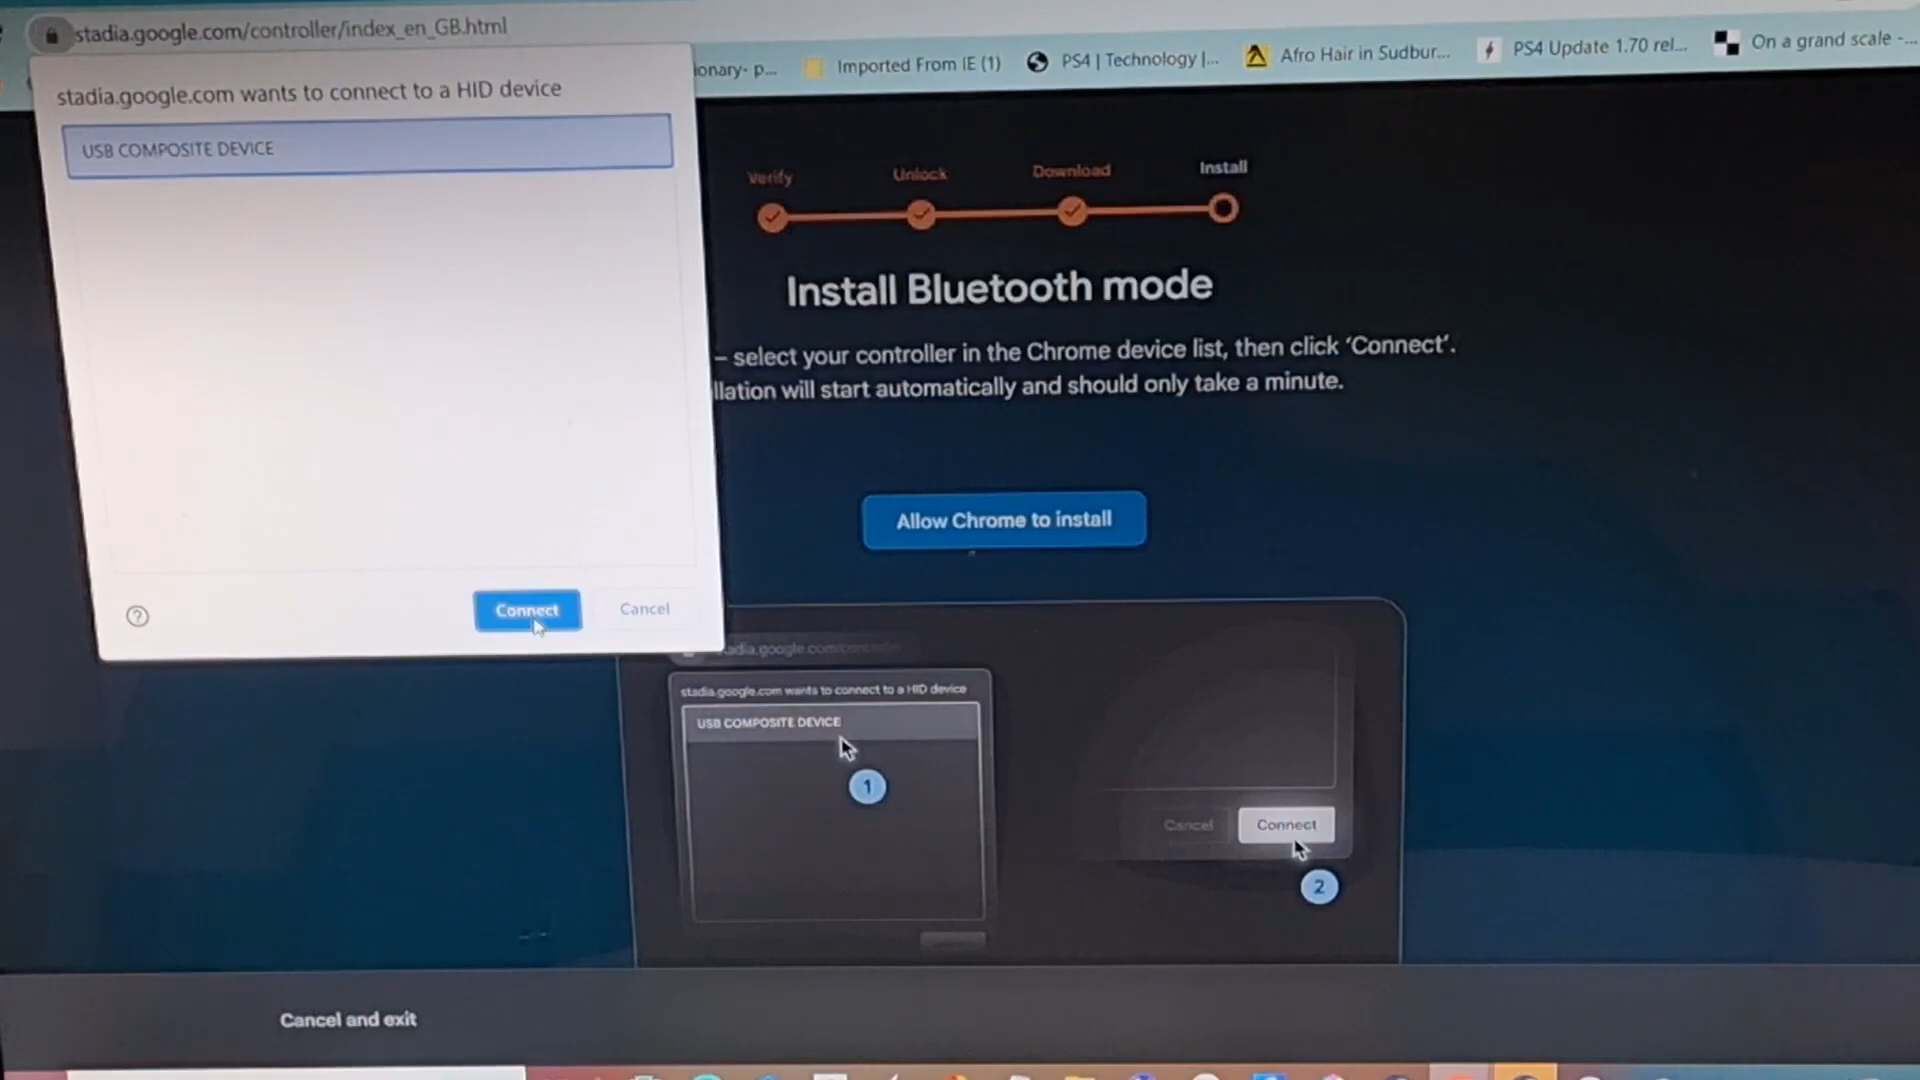 stadia.google.com/controller/index_en_GB.html
ionary- p...
Imported From IE (1)
PS4 | Technology |...
Afro Hair in Sudbur...
PS4 Update 1.70 rel...
On a grand scale -...
stadia.google.com wants to connect to a HID device
USB COMPOSITE DEVICE
Verify
Unlock
Download
Install
Install Bluetooth mode
– select your controller in the Chrome device list, then click ‘Connect’.
llation will start automatically and should only take a minute.
Allow Chrome to install
Connect
Cancel
adia.google.com/controller
stadia.google.com wants to connect to a HID device
USB COMPOSITE DEVICE
1
Cancel
Connect
2
Cancel and exit